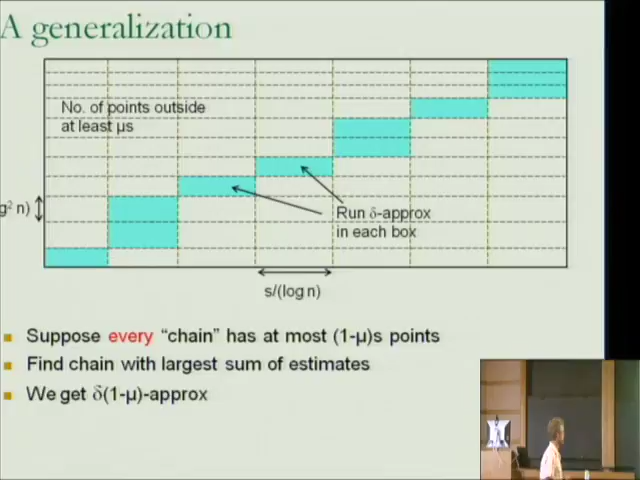 A generalization
No. of points outside
at least μs
g² n)
Run δ-approx
in each box
s/(log n)
Suppose every “chain” has at most (1-μ)s points
Find chain with largest sum of estimates
We get δ(1-μ)-approx